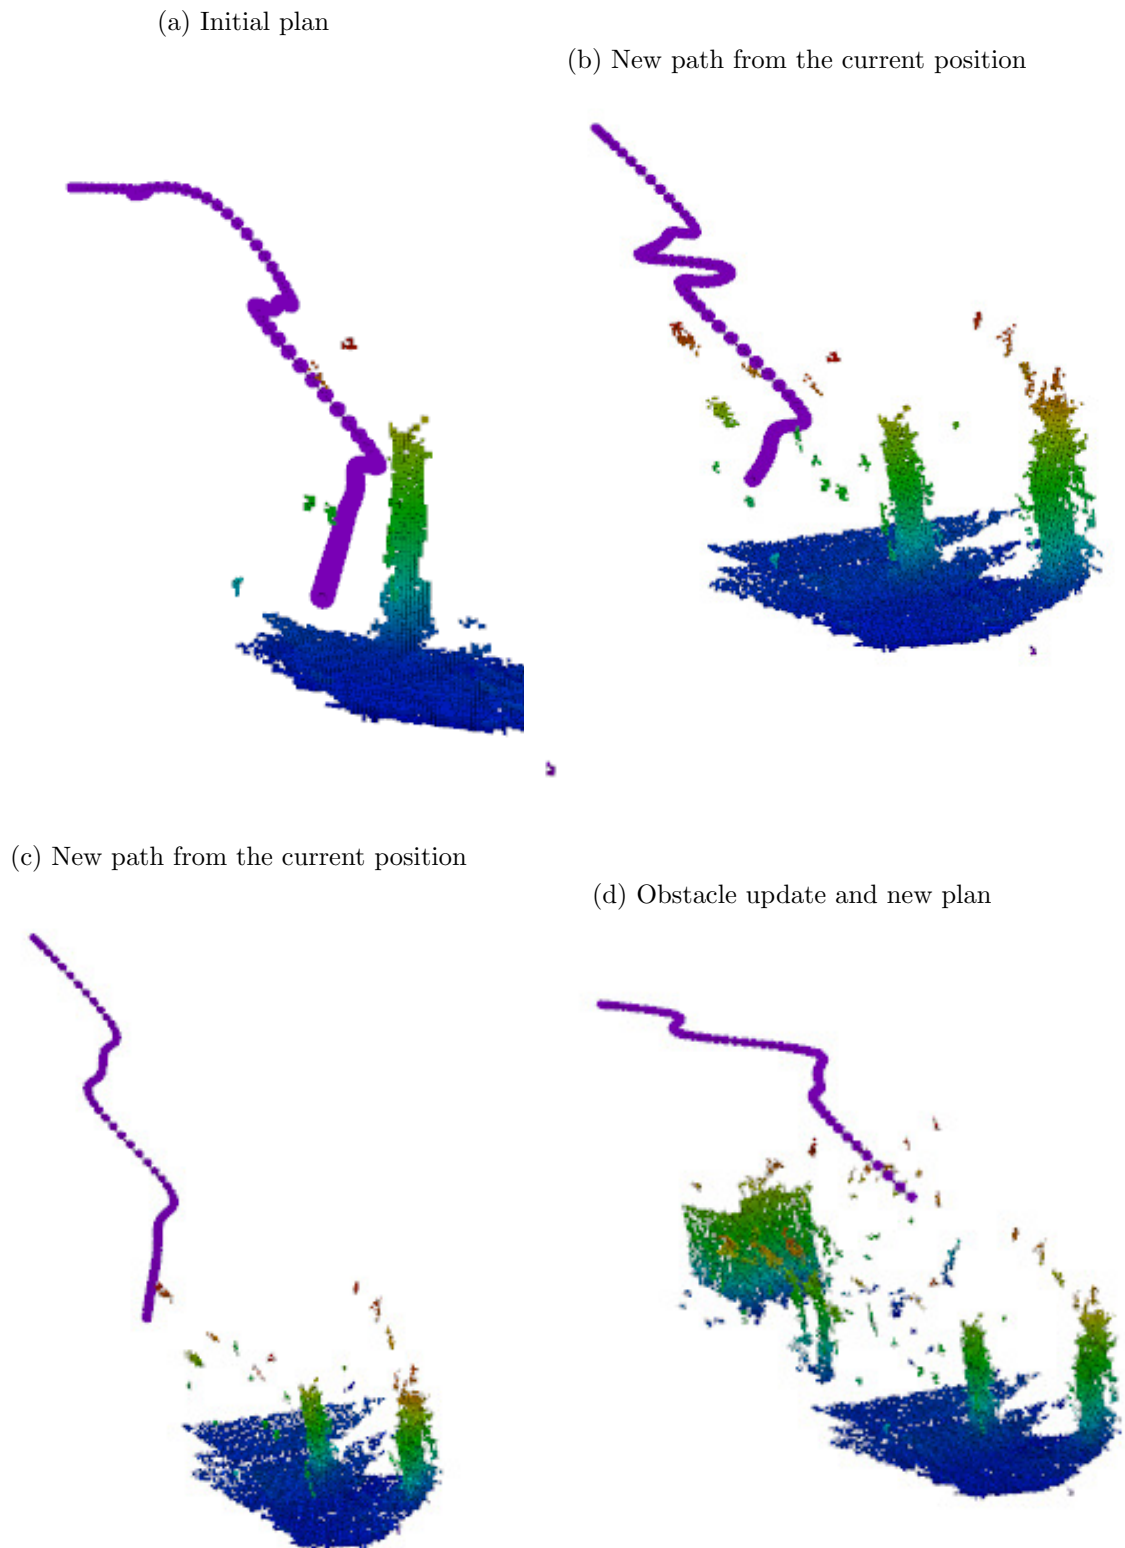 (a) Initial plan
(b) New path from the current position
(c) New path from the current position
(d) Obstacle update and new plan